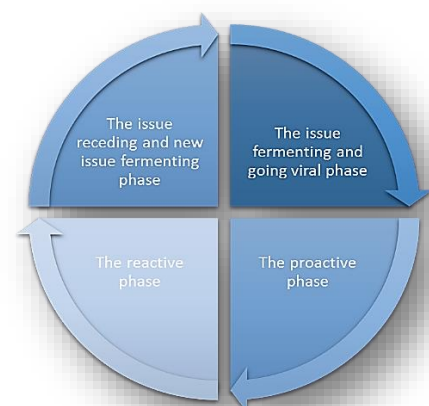 The issue
receding and new
issue fermenting
phase
The issue
fermenting and
going viral phase
The reactive
phase
The proactive
phase